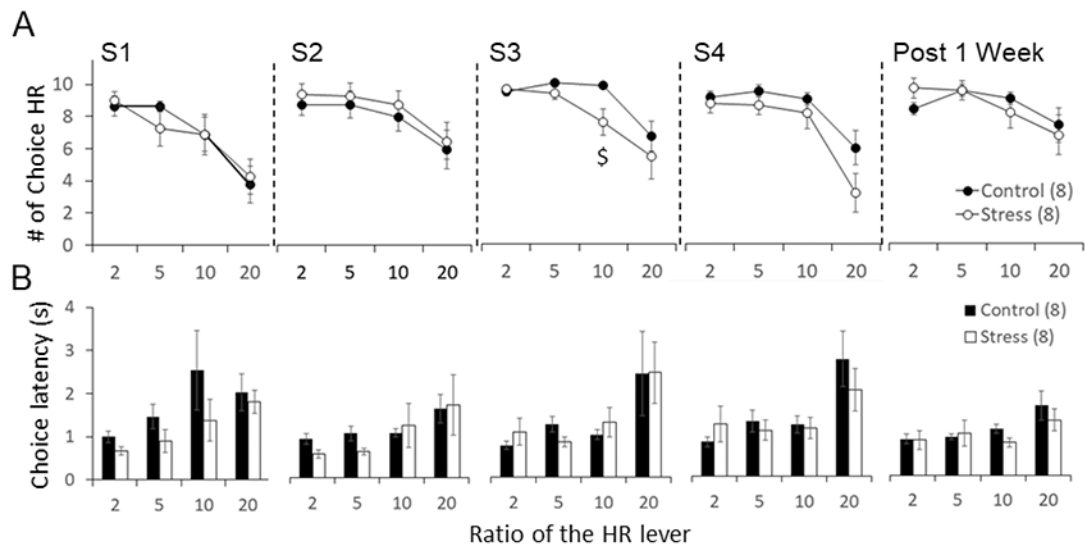 A
S1 S2 S3 S4 Post 1 Week
# of Choice HR
10
8
6
4
2
0
$
Control (8)
Stress (8)
2 5 10 20 2 5 10 20 2 5 10 20 2 5 10 20 2 5 10 20
B
Choice latency (s)
4
3
2
1
0
Control (8)
Stress (8)
2 5 10 20 2 5 10 20 2 5 10 20 2 5 10 20 2 5 10 20
Ratio of the HR lever